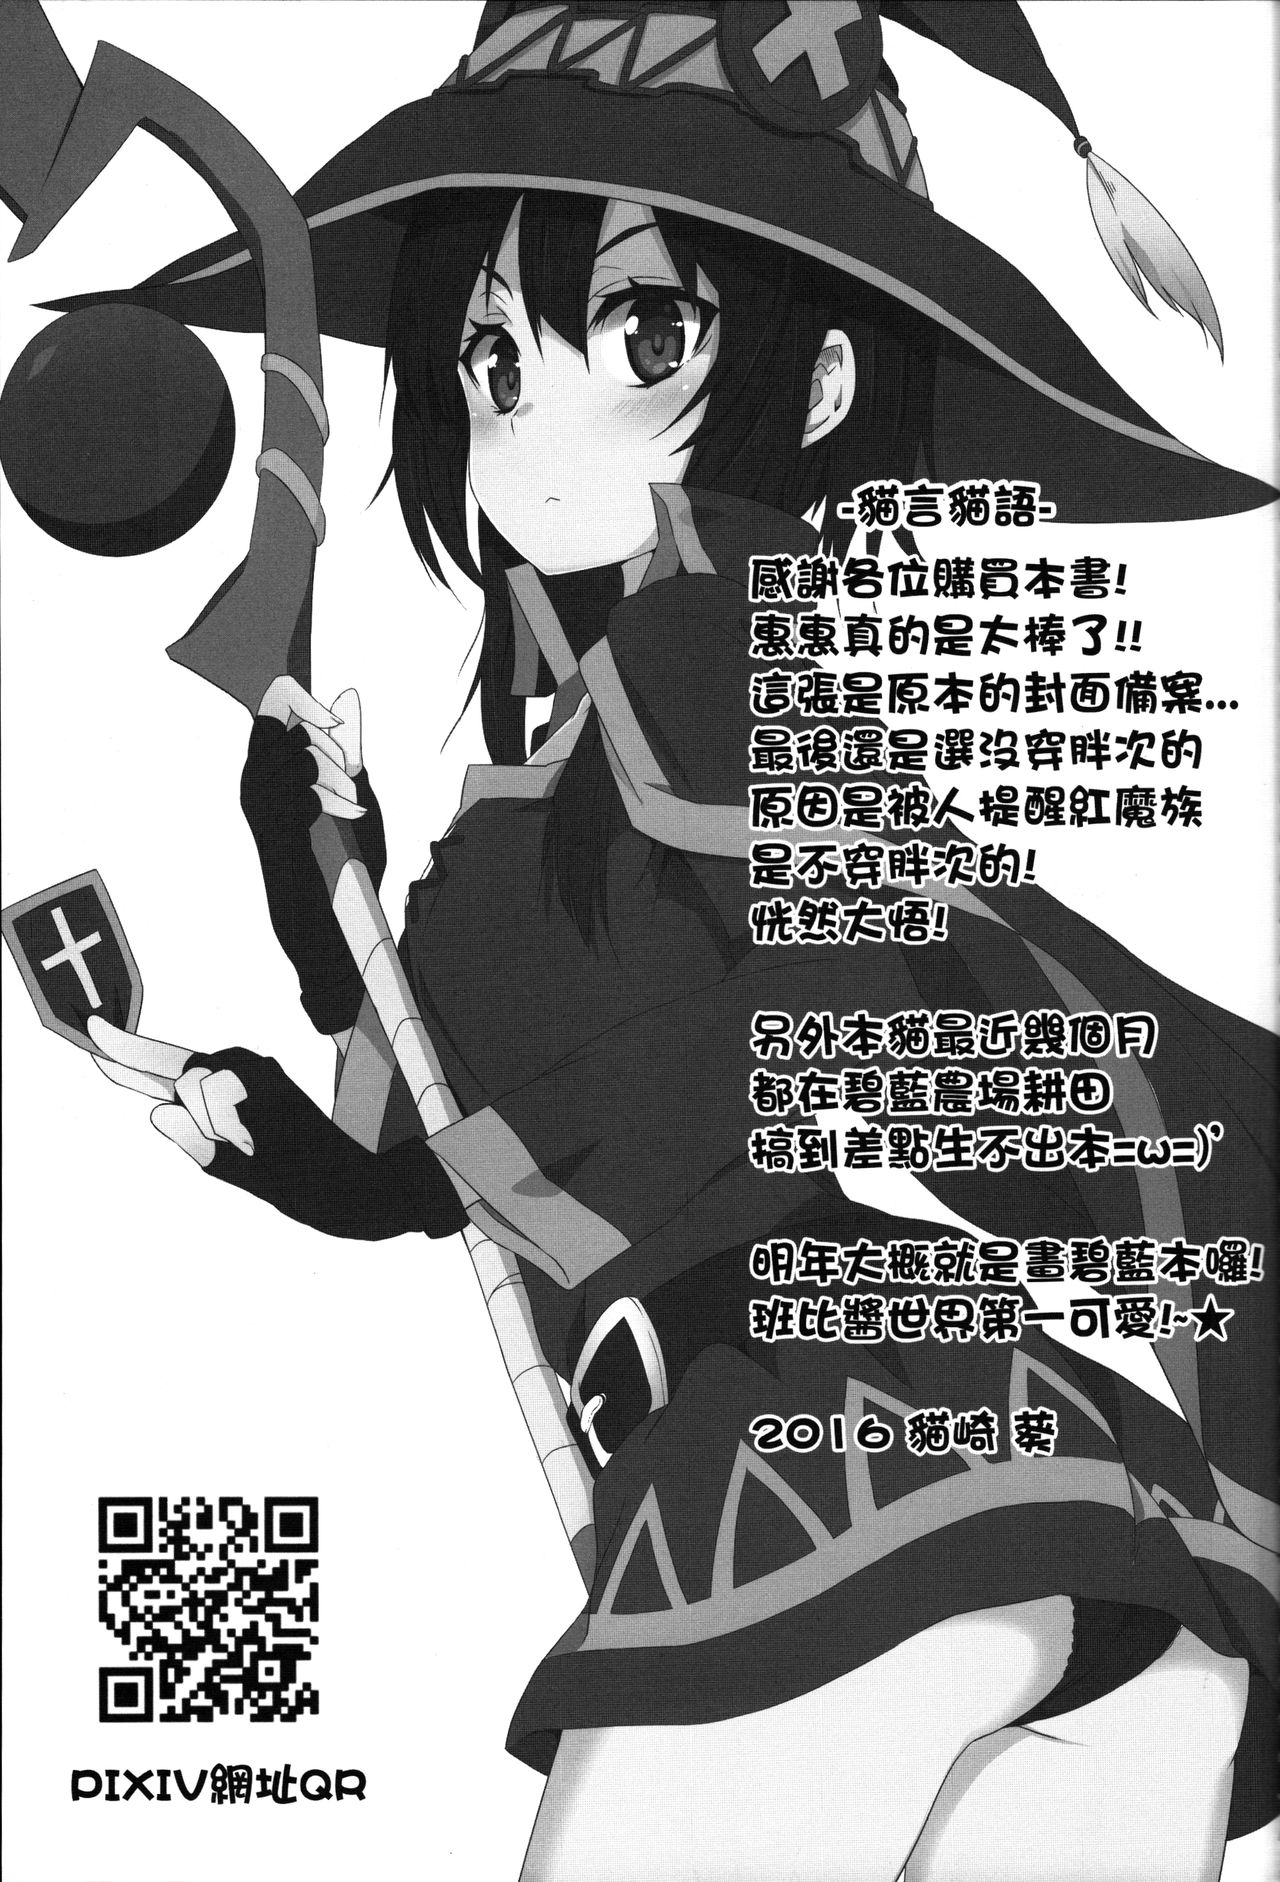 -貓言貓語-
感謝各位購買本書!
惠惠真的是太棒了!!
這張是原本的封面備案...
最後還是選沒穿胖次的
原因是被人提醒紅魔族
是不穿胖次的!
恍然大悟!
另外本貓最近幾個月
都在碧藍農場耕田
搞到差點生不出本=ω=)'
明年大概就是畫碧藍本囉!
班比醬世界第一可愛!~★
2016 貓崎 葵
PIXIV網址QR